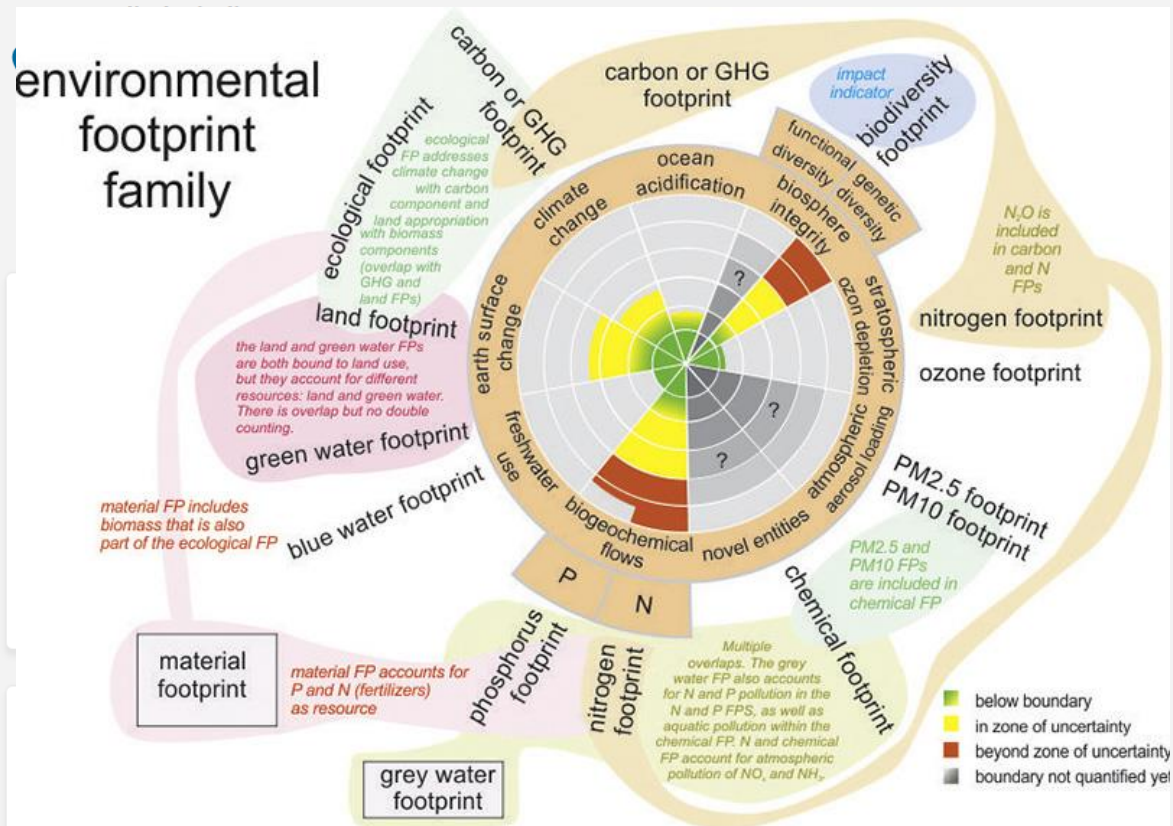 environmental
footprint
family
carbon or GHG
footprint
ecological footprint
ecological
FP addresses
climate change
with carbon
component and
land appropriation
with biomass
components
(overlap with
GHG and
land FPs)
land footprint
carbon or GHG
footprint
impact
indicator
biodiversity
footprint
functional
diversity
genetic
diversity
ocean
acidification
biosphere
integrity
climate
change
stratospheric
ozon depletion
earth surface
change
atmospheric
aerosol loading
freshwater
use
biogeochemical
flows
novel entities
P
N
?
?
?
N₂O is
included
in carbon
and N
FPs
nitrogen footprint
ozone footprint
the land and green water FPs
are both bound to land use,
but they account for different
resources: land and green water.
There is overlap but no double
counting.
green water footprint
blue water footprint
PM2.5 footprint
PM10 footprint
PM2.5 and
PM10 FPs
are included in
chemical FP
chemical footprint
material FP includes
biomass that is also
part of the ecological FP
material
footprint
material FP accounts for
P and N (fertilizers)
as resource
phosphorus
footprint
nitrogen
footprint
Multiple
overlaps. The grey
water FP also accounts
for N and P pollution in the
N and P FPS, as well as
aquatic pollution within the
chemical FP. N and chemical
FP account for atmospheric
pollution of NOₓ and NH₃.
grey water
footprint
below boundary
in zone of uncertainty
beyond zone of uncertainty
boundary not quantified yet